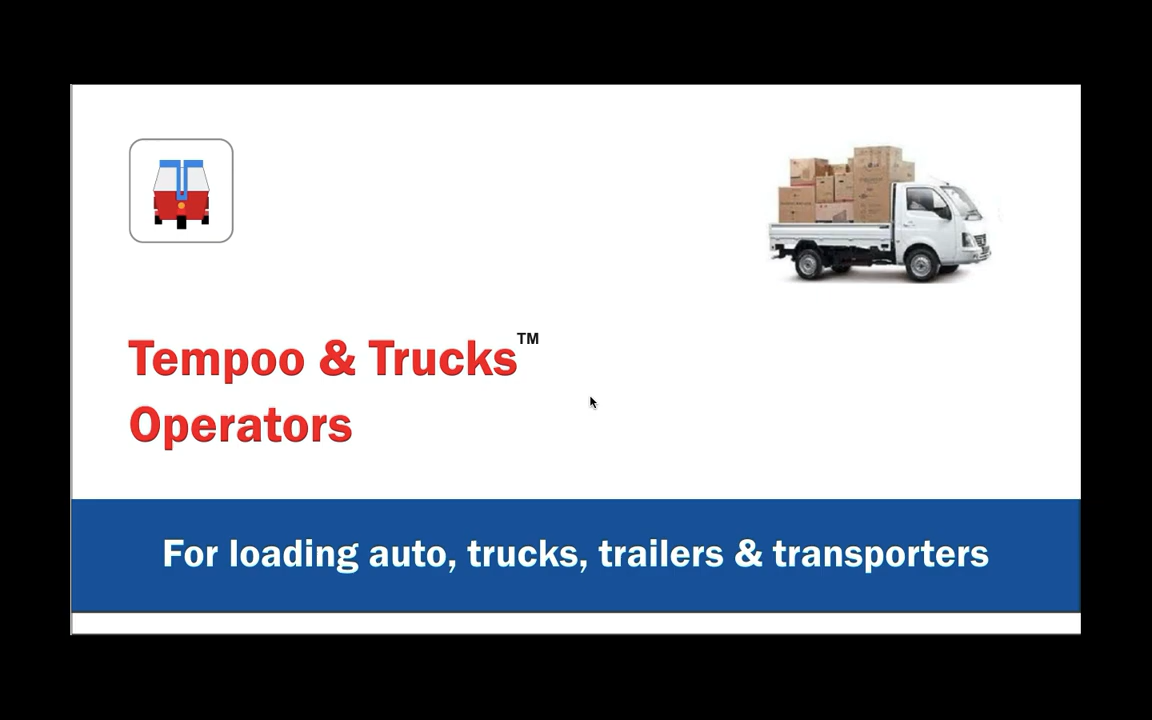 Tempoo & Trucks™
Operators
For loading auto, trucks, trailers & transporters